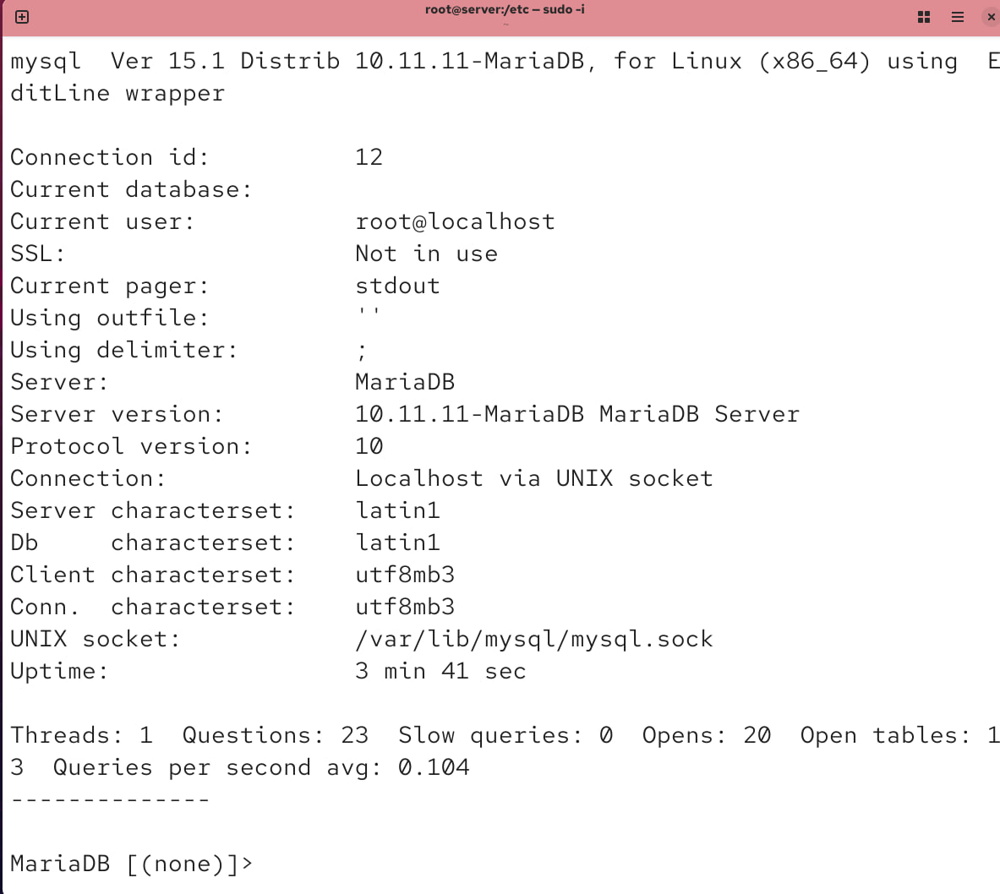 root@server:/etc — sudo -i
~
mysql  Ver 15.1 Distrib 10.11.11-MariaDB, for Linux (x86_64) using  E
ditLine wrapper

Connection id:          12
Current database:
Current user:           root@localhost
SSL:                    Not in use
Current pager:          stdout
Using outfile:          ''
Using delimiter:        ;
Server:                 MariaDB
Server version:         10.11.11-MariaDB MariaDB Server
Protocol version:       10
Connection:             Localhost via UNIX socket
Server characterset:    latin1
Db     characterset:    latin1
Client characterset:    utf8mb3
Conn.  characterset:    utf8mb3
UNIX socket:            /var/lib/mysql/mysql.sock
Uptime:                 3 min 41 sec

Threads: 1  Questions: 23  Slow queries: 0  Opens: 20  Open tables: 1
3  Queries per second avg: 0.104
--------------

MariaDB [(none)]>